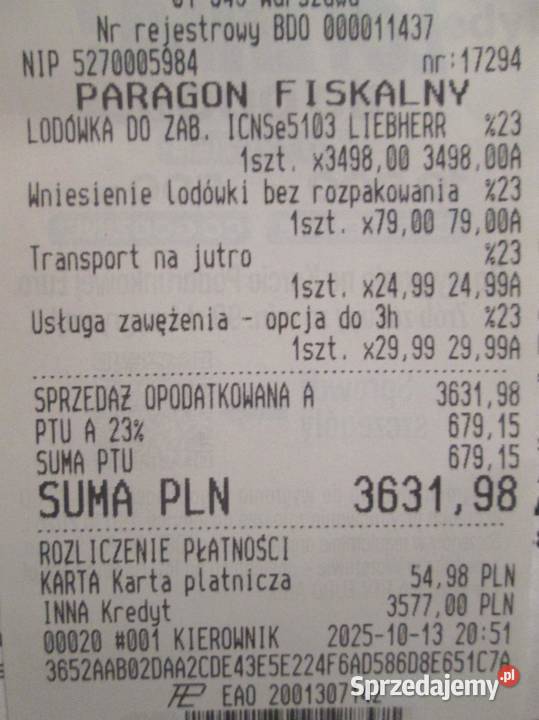 Nr rejestrowy BDO 000011437
NIP 5270005984 nr:17294
PARAGON FISKALNY
LODÓWKA DO ZAB. ICNSe5103 LIEBHERR %23
1szt. x3498,00 3498,00A
Wniesienie lodówki bez rozpakowania %23
1szt. x79,00 79,00A
Transport na jutro %23
1szt. x24,99 24,99A
Usługa zawężenia - opcja do 3h %23
1szt. x29,99 29,99A
SPRZEDAŻ OPODATKOWANA A 3631,98
PTU A 23% 679,15
SUMA PTU 679,15
SUMA PLN 3631,98
ROZLICZENIE PŁATNOŚCI
KARTA Karta platnicza 54,98 PLN
INNA Kredyt 3577,00 PLN
00020 #001 KIEROWNIK 2025-10-13 20:51
3652AAB02DAA2CDE43E5E224F6AD586D8E651C7A
EAO
Sprzedajemy.pl